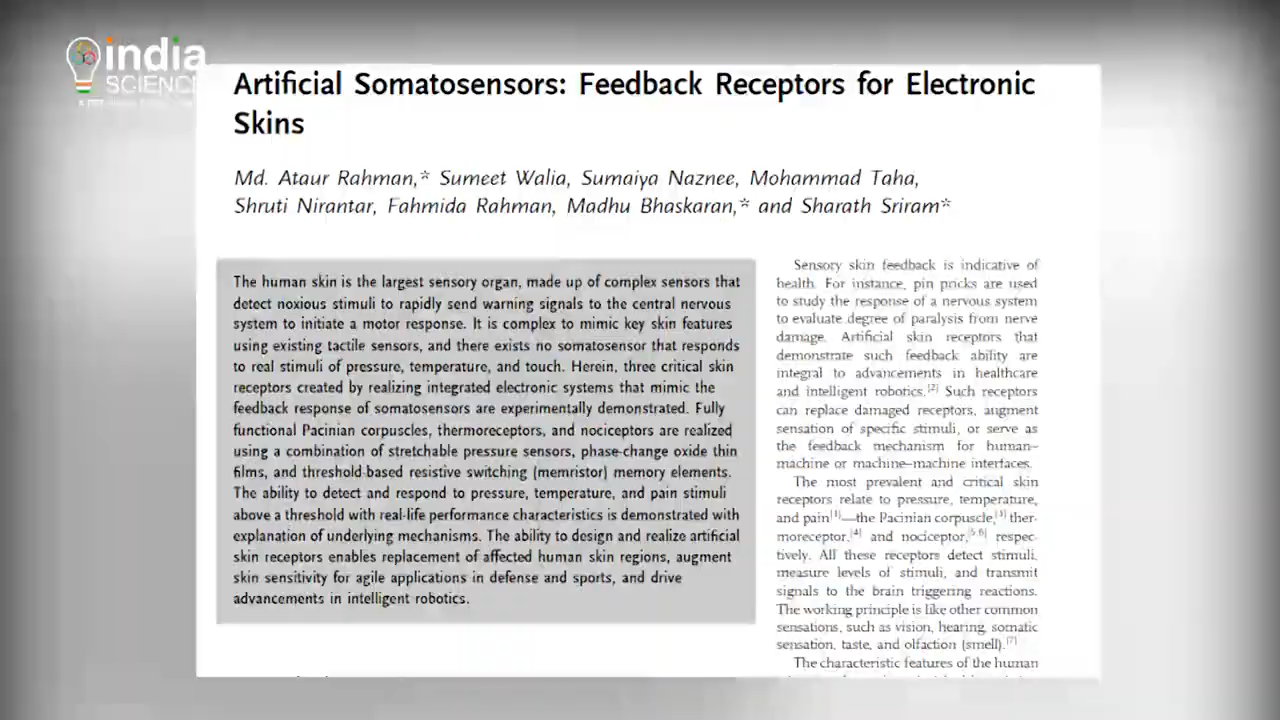 india
SCIENC
Artificial Somatosensors: Feedback Receptors for Electronic
Skins
Md. Ataur Rahman,* Sumeet Walia, Sumaiya Naznee, Mohammad Taha,
Shruti Nirantar, Fahmida Rahman, Madhu Bhaskaran,* and Sharath Sriram*
The human skin is the largest sensory organ, made up of complex sensors that
detect noxious stimuli to rapidly send warning signals to the central nervous
system to initiate a motor response. It is complex to mimic key skin features
using existing tactile sensors, and there exists no somatosensor that responds
to real stimuli of pressure, temperature, and touch. Herein, three critical skin
receptors created by realizing integrated electronic systems that mimic the
feedback response of somatosensors are experimentally demonstrated. Fully
functional Pacinian corpuscles, thermoreceptors, and nociceptors are realized
using a combination of stretchable pressure sensors, phase-change oxide thin
films, and threshold-based resistive switching (memristor) memory elements.
The ability to detect and respond to pressure, temperature, and pain stimuli
above a threshold with real-life performance characteristics is demonstrated with
explanation of underlying mechanisms. The ability to design and realize artificial
skin receptors enables replacement of affected human skin regions, augment
skin sensitivity for agile applications in defense and sports, and drive
advancements in intelligent robotics.
Sensory skin feedback is indicative of
health. For instance, pin pricks are used
to study the response of a nervous system
to evaluate degree of paralysis from nerve
damage. Artificial skin receptors that
demonstrate such feedback ability are
integral to advancements in healthcare
and intelligent robotics.[2] Such receptors
can replace damaged receptors, augment
sensation of specific stimuli, or serve as
the feedback mechanism for human–
machine or machine–machine interfaces.
The most prevalent and critical skin
receptors relate to pressure, temperature,
and pain[1]—the Pacinian corpuscle,[3] ther-
moreceptor,[4] and nociceptor,[5,6] respec-
tively. All these receptors detect stimuli,
measure levels of stimuli, and transmit
signals to the brain triggering reactions.
The working principle is like other common
sensations, such as vision, hearing, somatic
sensation, taste, and olfaction (smell).[7]
The characteristic features of the human